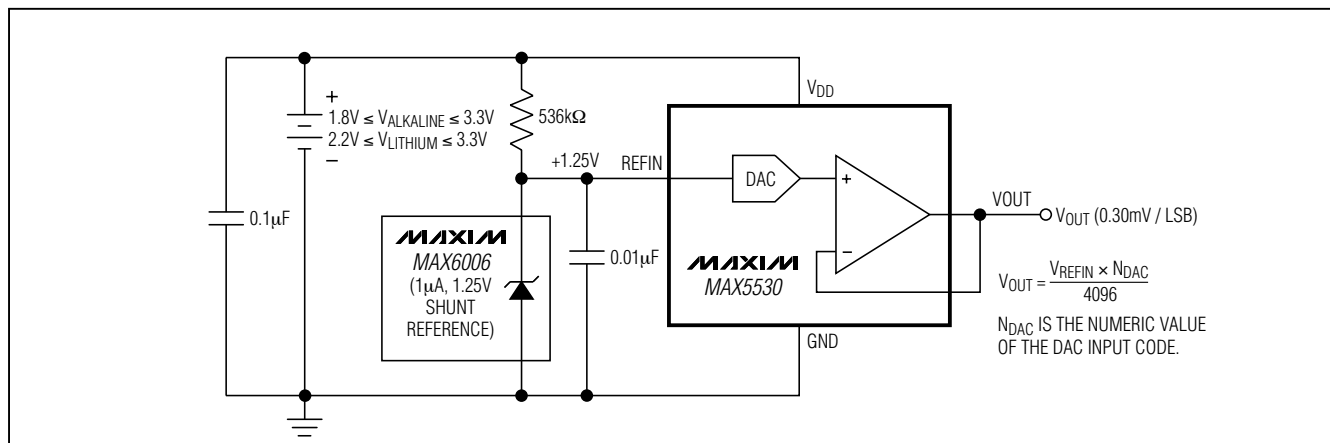 VDD
+
1.8V ≤ VALKALINE ≤ 3.3V
2.2V ≤ VLITHIUM ≤ 3.3V
−
536kΩ
+1.25V
REFIN
DAC
+
−
VOUT
VOUT (0.30mV / LSB)
0.1µF
MAXIM
MAX6006
(1µA, 1.25V
SHUNT
REFERENCE)
0.01µF
MAXIM
MAX5530
VOUT = VREFIN × NDAC
4096
NDAC IS THE NUMERIC VALUE
OF THE DAC INPUT CODE.
GND